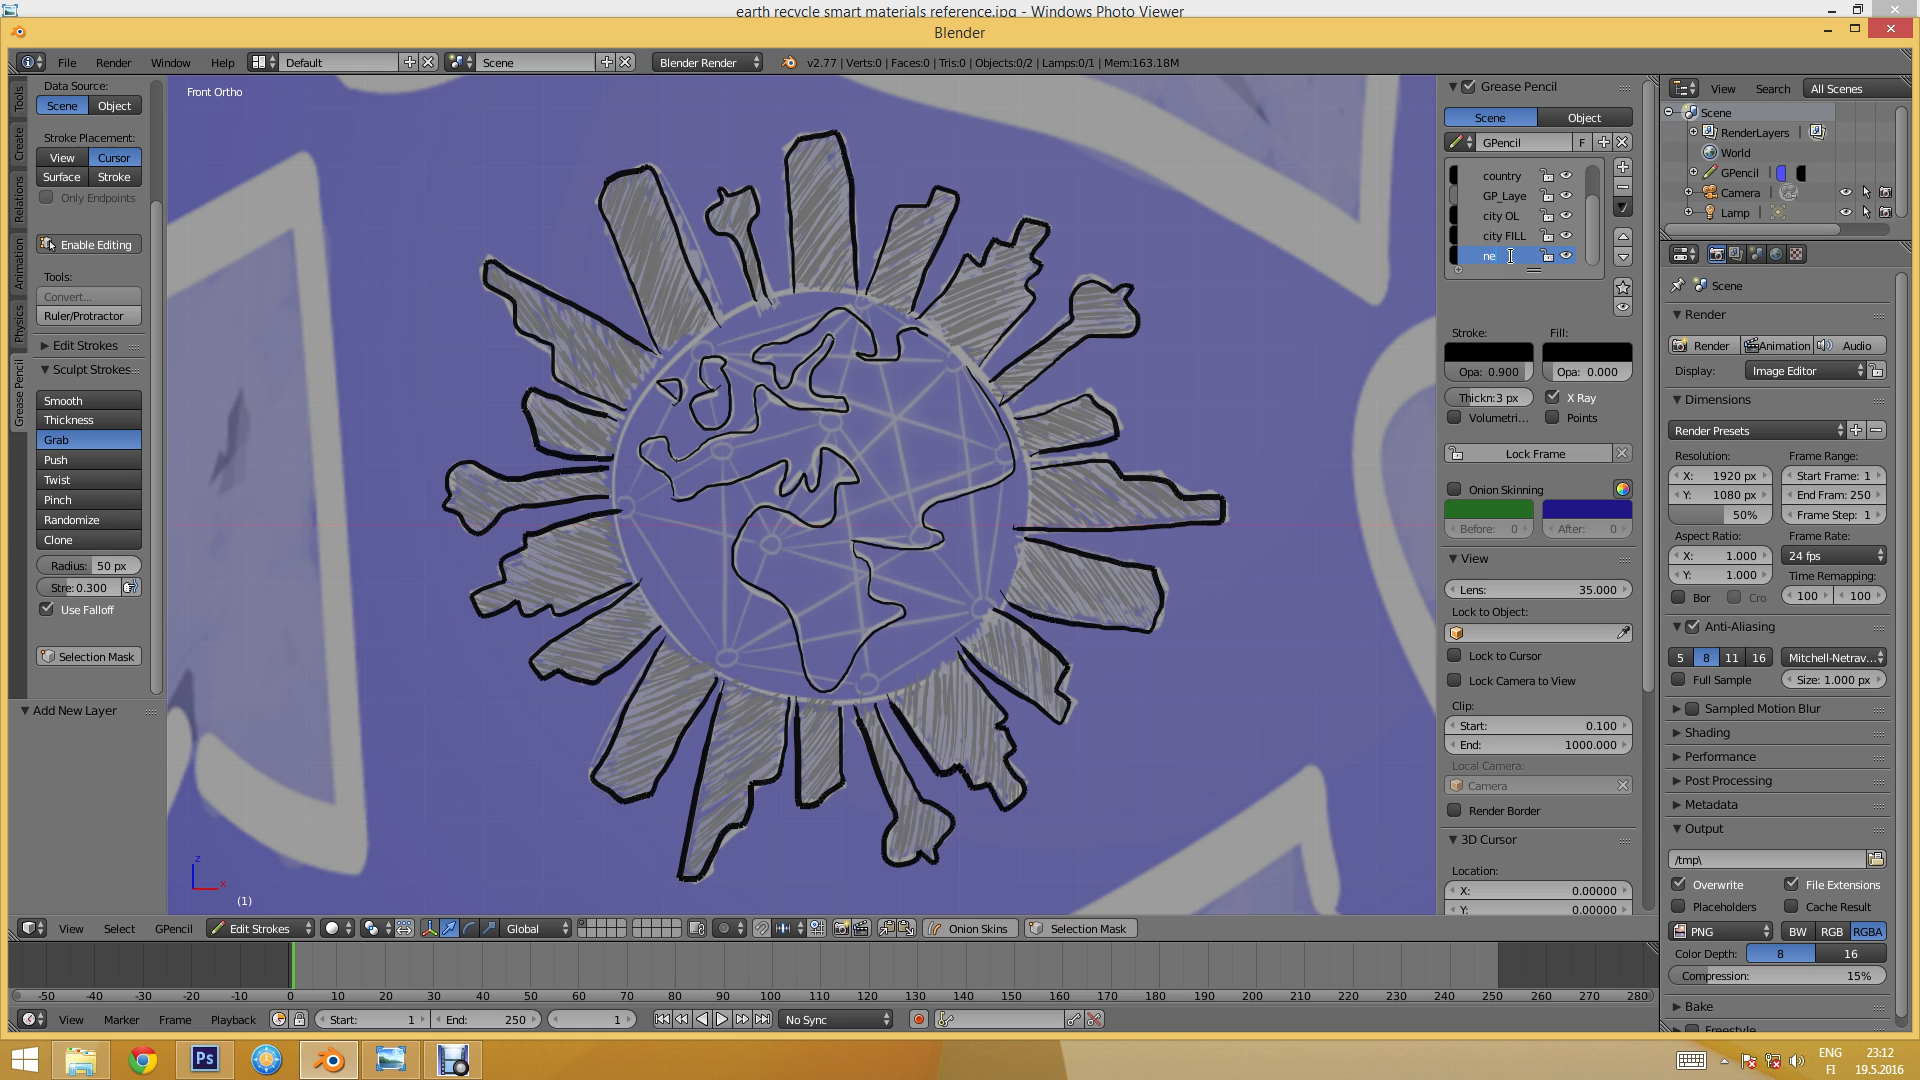 earth recycle smart materials reference.jpg - Windows Photo Viewer
Blender
File Render Window Help Default Scene Blender Render v2.77 | Verts:0 | Faces:0 | Tris:0 | Objects:0/2 | Lamps:0/1 | Mem:163.18M
Tools
Create
Relations
Animation
Physics
Grease Pencil
Data Source:
Scene Object
Stroke Placement:
View Cursor
Surface Stroke
Only Endpoints
Enable Editing
Tools:
Convert...
Ruler/Protractor
Edit Strokes
Sculpt Strokes
Smooth
Thickness
Grab
Push
Twist
Pinch
Randomize
Clone
Radius: 50 px
Stre:0.300
Use Falloff
Selection Mask
Add New Layer
Front Ortho
z
x
(1)
Grease Pencil
Scene Object
GPencil F
country
GP_Laye
city OL
city FILL
ne
Stroke: Fill:
Opa: 0.900 Opa: 0.000
Thickn:3 px X Ray
Volumetri... Points
Lock Frame
Onion Skinning
Before: 0 After: 0
View
Lens: 35.000
Lock to Object:
Lock to Cursor
Lock Camera to View
Clip:
Start: 0.100
End: 1000.000
Local Camera:
Camera
Render Border
3D Cursor
Location:
X: 0.00000
Y: 0.00000
View Search All Scenes
Scene
RenderLayers
World
GPencil
Camera
Lamp
Scene
Render
Render Animation Audio
Display: Image Editor
Dimensions
Render Presets
Resolution: Frame Range:
X: 1920 px Start Frame: 1
Y: 1080 px End Fram: 250
50% Frame Step: 1
Aspect Ratio: Frame Rate:
X: 1.000 24 fps
Y: 1.000 Time Remapping:
Bor Cro 100 100
Anti-Aliasing
5 8 11 16 Mitchell-Netrav...
Full Sample Size: 1.000 px
Sampled Motion Blur
Shading
Performance
Post Processing
Metadata
Output
/tmp\
Overwrite File Extensions
Placeholders Cache Result
PNG BW RGB RGBA
Color Depth: 8 16
Compression: 15%
Bake
Freestyle
View Select GPencil Edit Strokes Global Onion Skins Selection Mask
-50 -40 -30 -20 -10 0 10 20 30 40 50 60 70 80 90 100 110 120 130 140 150 160 170 180 190 200 210 220 230 240 250 260 270 280
View Marker Frame Playback Start: 1 End: 250 1 No Sync
Ps
ENG 23:12
FI 19.5.2016